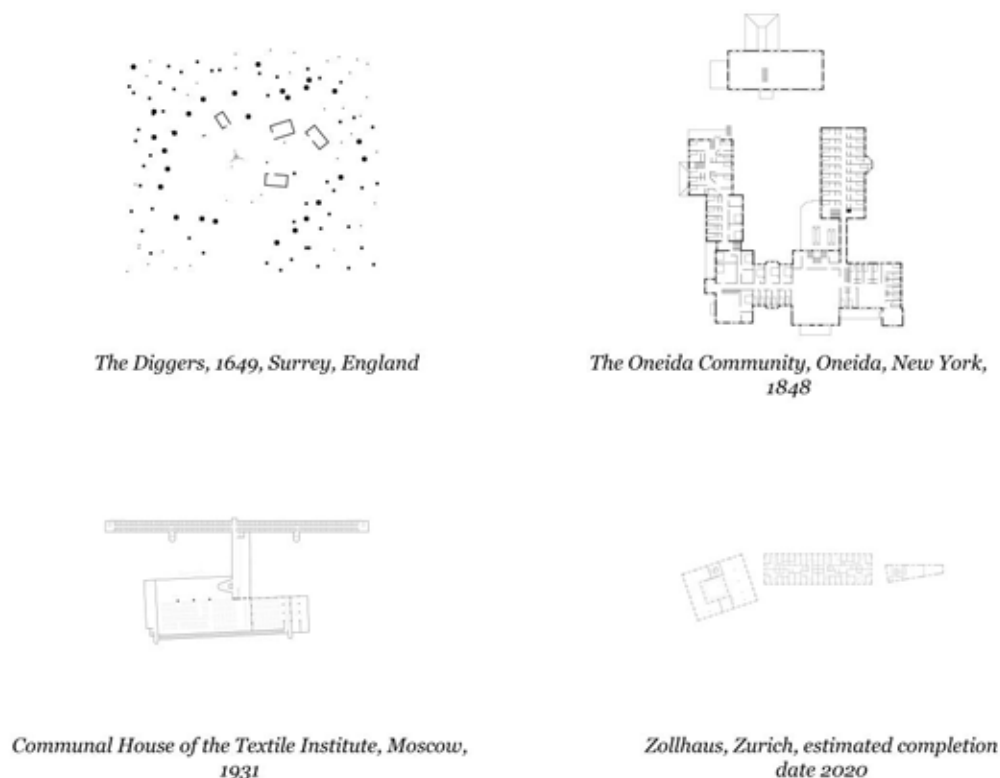 The Diggers, 1649, Surrey, England
The Oneida Community, Oneida, New York,
1848
Communal House of the Textile Institute, Moscow,
1931
Zollhaus, Zurich, estimated completion
date 2020